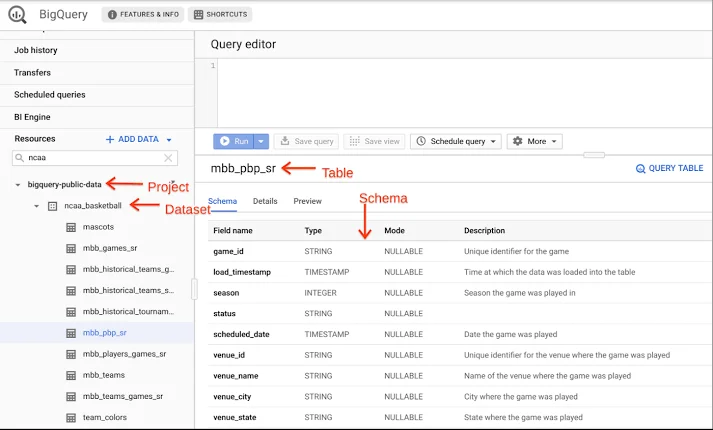 BigQuery FEATURES & INFO SHORTCUTS
Job history
Transfers
Scheduled queries
BI Engine
Resources + ADD DATA
ncaa
bigquery-public-data Project
ncaa_basketball Dataset
mascots
mbb_games_sr
mbb_historical_teams_g...
mbb_historical_teams_s...
mbb_historical_tournam...
mbb_pbp_sr
mbb_players_games_sr
mbb_teams
mbb_teams_games_sr
team_colors
Query editor
1
Run Save query Save view Schedule query More
mbb_pbp_sr Table QUERY TABLE
Schema Details Preview Schema
Field name Type Mode Description
game_id STRING NULLABLE Unique identifier for the game
load_timestamp TIMESTAMP NULLABLE Time at which the data was loaded into the table
season INTEGER NULLABLE Season the game was played in
status STRING NULLABLE
scheduled_date TIMESTAMP NULLABLE Date the game was played
venue_id STRING NULLABLE Unique identifier for the venue where the game was played
venue_name STRING NULLABLE Name of the venue where the game was played
venue_city STRING NULLABLE City where the game was played
venue_state STRING NULLABLE State where the game was played